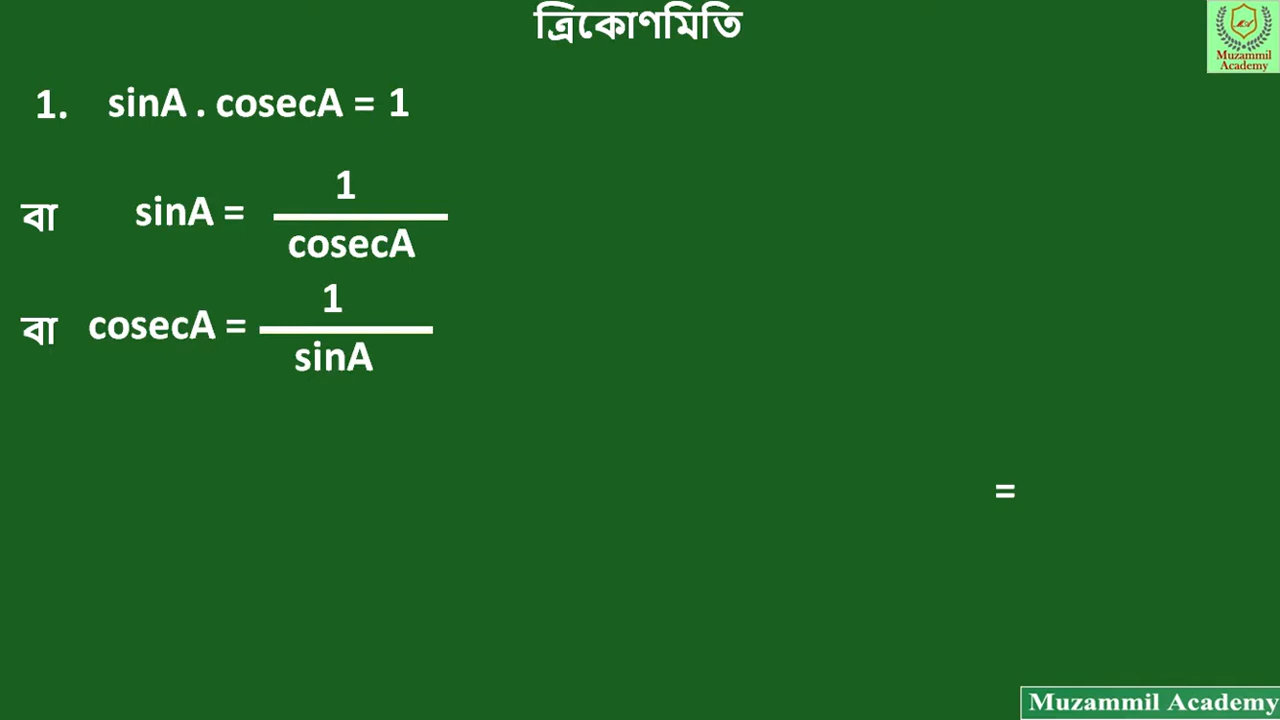 ত্রিকোণমিতি
Muzammil
Academy
1. sinA . cosecA = 1
বা sinA = 1
cosecA
বা cosecA = 1
sinA
=
Muzammil Academy